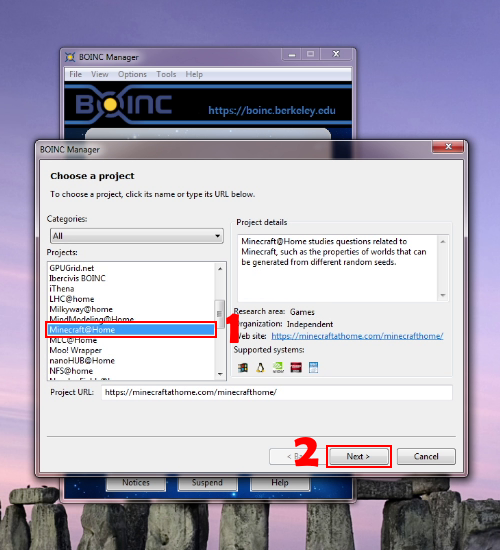 BOINC Manager
File View Options Tools Help
BOINC
https://boinc.berkeley.edu
BOINC Manager
Choose a project
To choose a project, click its name or type its URL below.
Categories:
All
Projects:
GPUGrid.net
Ibercivis BOINC
iThena
LHC@home
Milkyway@home
MindModeling@Home
Minecraft@Home
MLC@Home
Moo! Wrapper
nanoHUB@Home
NFS@home
1
Project details
Minecraft@Home studies questions related to
Minecraft, such as the properties of worlds that can
be generated from different random seeds.
Research area: Games
Organization: Independent
Web site: https://minecraftathome.com/minecrafthome/
Supported systems:
Project URL: https://minecraftathome.com/minecrafthome/
2
Next >
Cancel
Notices
Suspend
Help